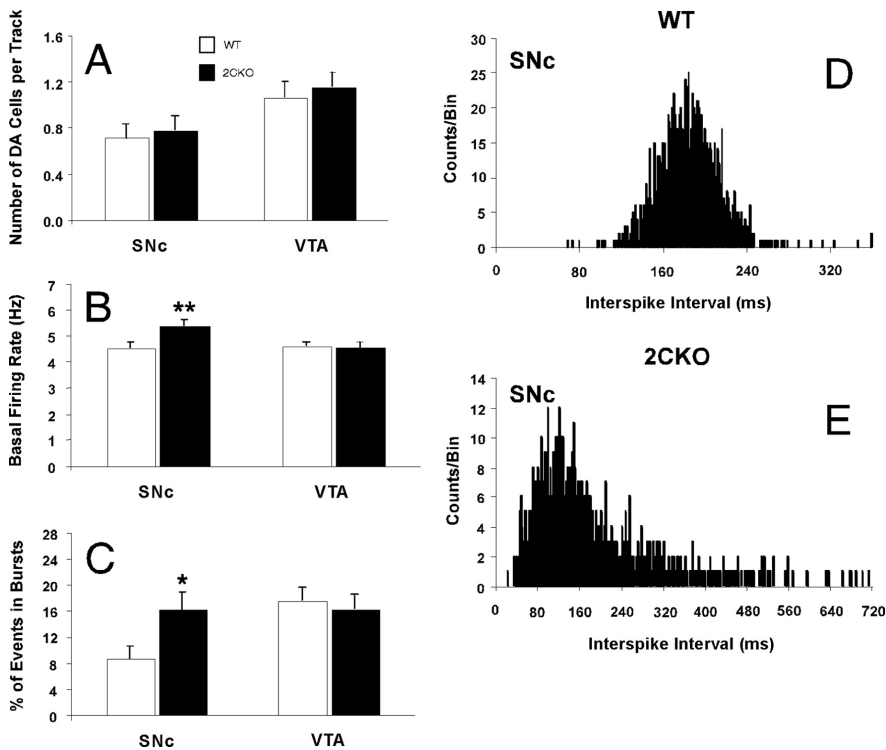 A
WT
2CKO
Number of DA Cells per Track
1.6
1.2
0.8
0.4
0.0
SNc VTA
B
**
Basal Firing Rate (Hz)
7
6
5
4
3
2
1
0
SNc VTA
C
*
% of Events in Bursts
28
24
20
16
12
8
4
0
SNc VTA
WT
SNc
D
Counts/Bin
30
25
20
15
10
5
0
0 80 160 240 320
Interspike Interval (ms)
2CKO
SNc
E
Counts/Bin
14
12
10
8
6
4
2
0
0 80 160 240 320 400 480 560 640 720
Interspike Interval (ms)